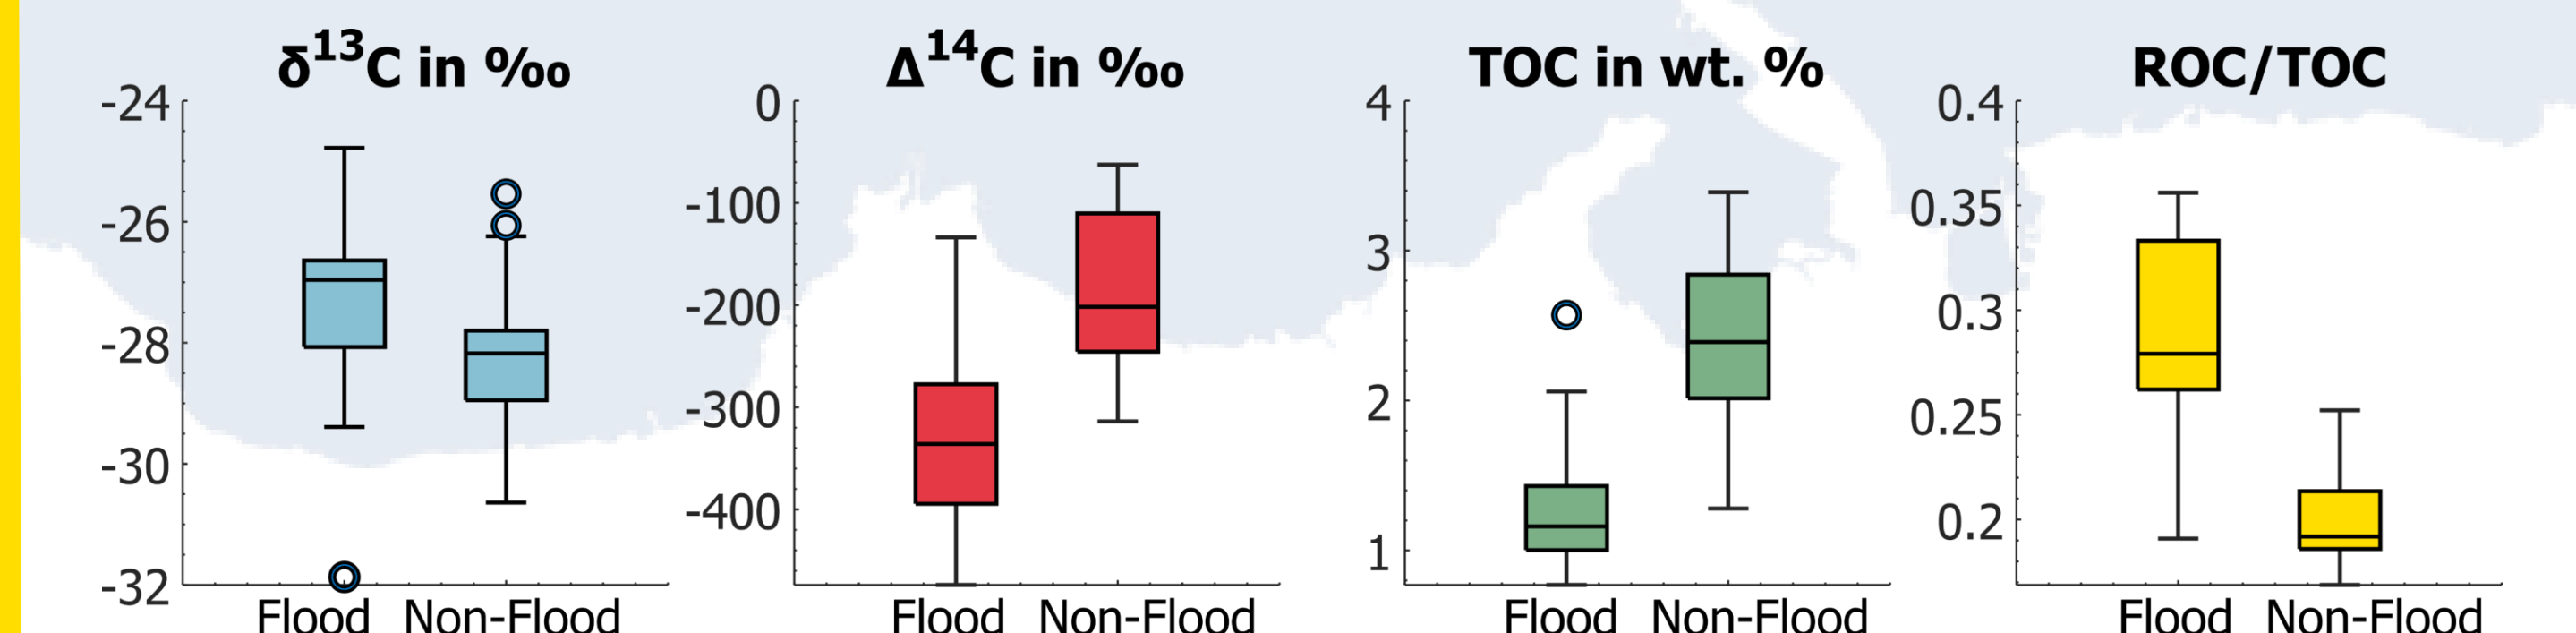 δ¹³C in ‰
-24
-26
-28
-30
-32
Flood Non-Flood
Δ¹⁴C in ‰
0
-100
-200
-300
-400
Flood Non-Flood
TOC in wt. %
4
3
2
1
Flood Non-Flood
ROC/TOC
0.4
0.35
0.3
0.25
0.2
Flood Non-Flood